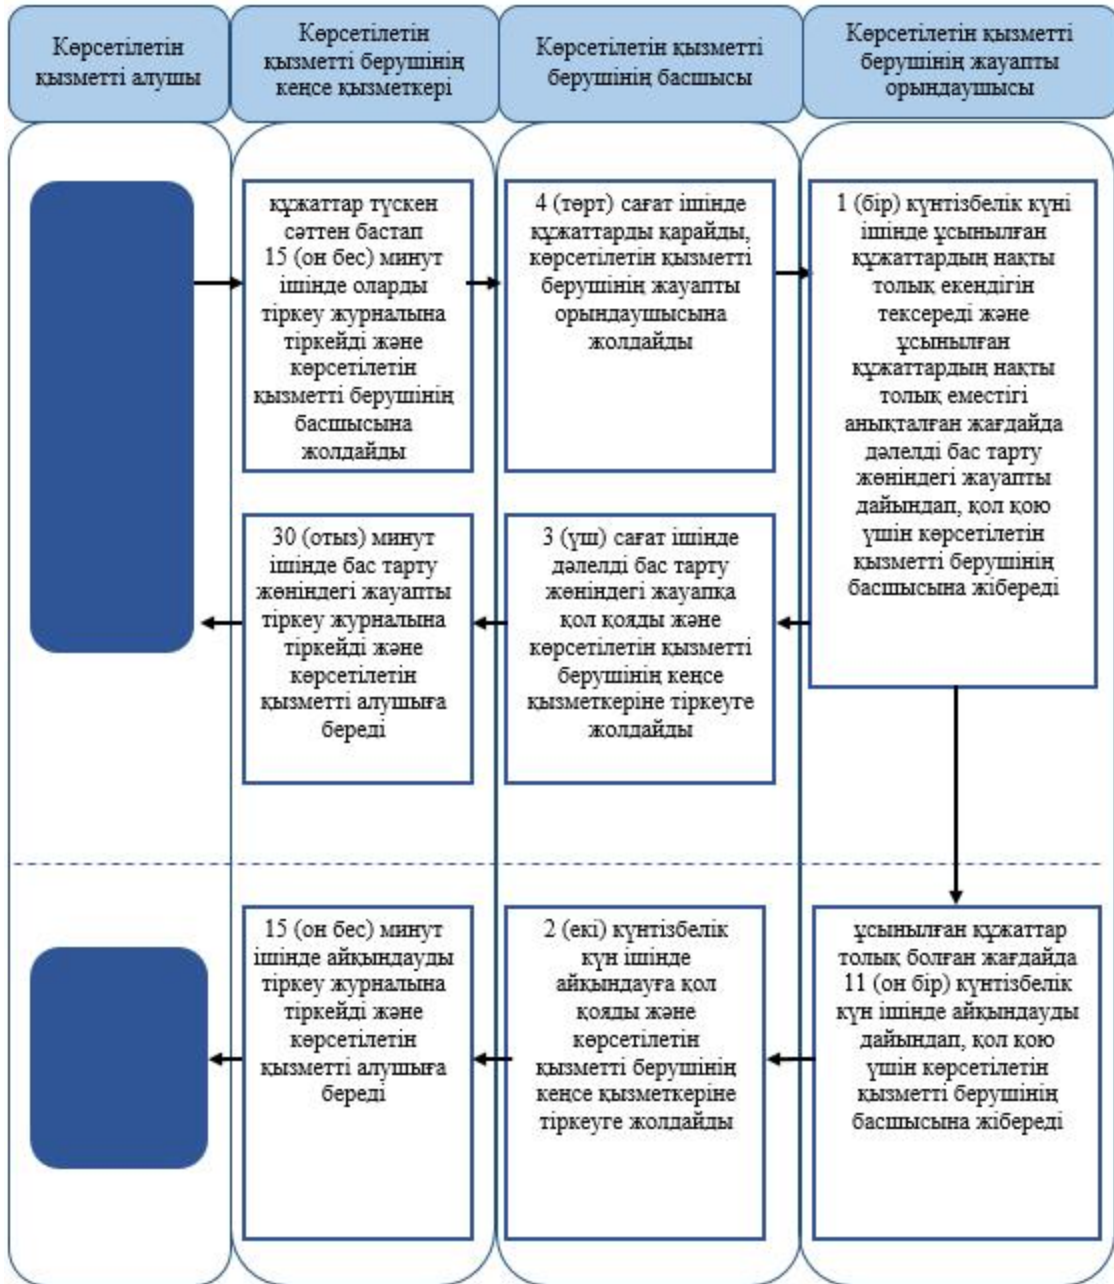 Көрсетілетін
қызметті алушы
Көрсетілетін
қызметті берушінің
кеңсе қызметкері
Көрсетілетін қызметті
берушінің басшысы
Көрсетілетін қызметті
берушінің жауапты
орындаушысы
құжаттар түскен
сәттен бастап
15 (он бес) минут
ішінде оларды
тіркеу журналына
тіркейді және
көрсетілетін
қызметті берушінің
басшысына
жолдайды
4 (төрт) сағат ішінде
құжаттарды қарайды,
көрсетілетін қызметті
берушінің жауапты
орындаушысына
жолдайды
1 (бір) күнтізбелік күні
ішінде ұсынылған
құжаттардың нақты
толық екендігін
тексереді және
ұсынылған
құжаттардың нақты
толық еместігі
анықталған жағдайда
дәлелді бас тарту
жөніндегі жауапты
дайындап, қол қою
үшін көрсетілетін
қызметті берушінің
басшысына жібереді
30 (отыз) минут
ішінде бас тарту
жөніндегі жауапты
тіркеу журналына
тіркейді және
көрсетілетін
қызметті алушыға
береді
3 (үш) сағат ішінде
дәлелді бас тарту
жөніндегі жауапқа
қол қояды және
көрсетілетін қызметті
берушінің кеңсе
қызметкеріне тіркеуге
жолдайды
15 (он бес) минут
ішінде айқындауды
тіркеу журналына
тіркейді және
көрсетілетін
қызметті алушыға
береді
2 (екі) күнтізбелік
күн ішінде
айқындауға қол
қояды және
көрсетілетін
қызметті берушінің
кеңсе қызметкеріне
тіркеуге жолдайды
ұсынылған құжаттар
толық болған жағдайда
11 (он бір) күнтізбелік
күн ішінде айқындауды
дайындап, қол қою
үшін көрсетілетін
қызметті берушінің
басшысына жібереді